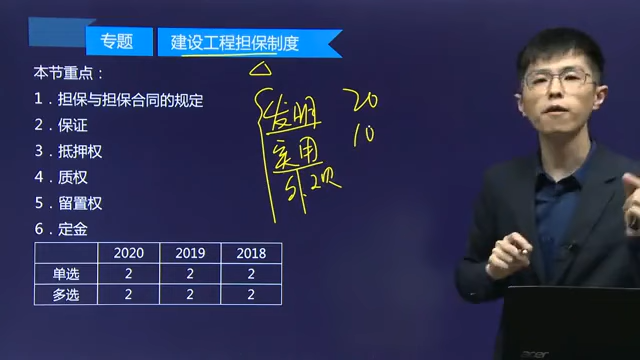 专题 建设工程担保制度
本节重点：
1．担保与担保合同的规定
2．保证
3．抵押权
4．质权
5．留置权
6．定金
发明 20
实用 10
外观
2020 2019 2018
单选 2 2 2
多选 2 2 2
acer